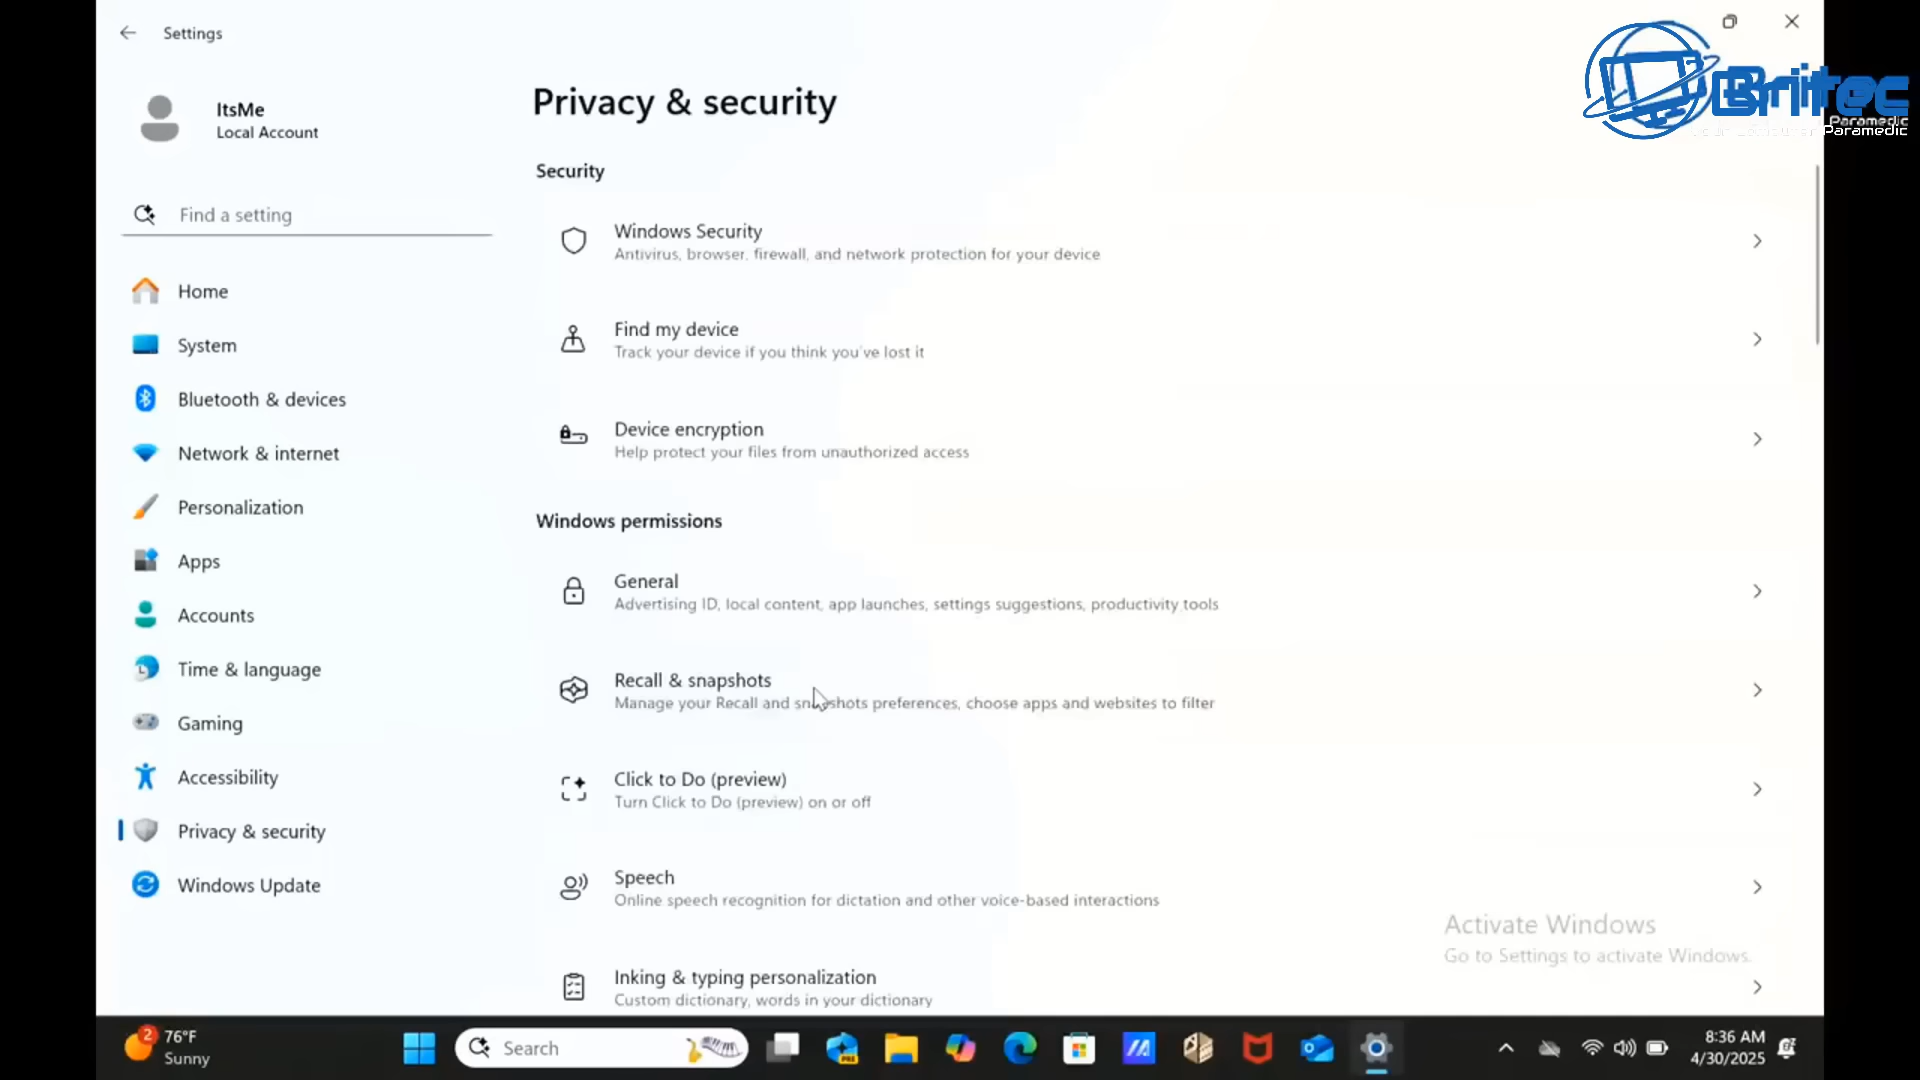 Settings
ItsMe
Local Account
Find a setting
Home
System
Bluetooth & devices
Network & internet
Personalization
Apps
Accounts
Time & language
Gaming
Accessibility
Privacy & security
Windows Update
Privacy & security
Security
Windows Security
Antivirus, browser, firewall, and network protection for your device
Find my device
Track your device if you think you've lost it
Device encryption
Help protect your files from unauthorized access
Windows permissions
General
Advertising ID, local content, app launches, settings suggestions, productivity tools
Recall & snapshots
Manage your Recall and snapshots preferences, choose apps and websites to filter
Click to Do (preview)
Turn Click to Do (preview) on or off
Speech
Online speech recognition for dictation and other voice-based interactions
Inking & typing personalization
Custom dictionary, words in your dictionary
Activate Windows
Go to Settings to activate Windows.
Britec
Paramedic
Your Computer Paramedic
2
76°F
Sunny
Search
PRE
8:36 AM
4/30/2025